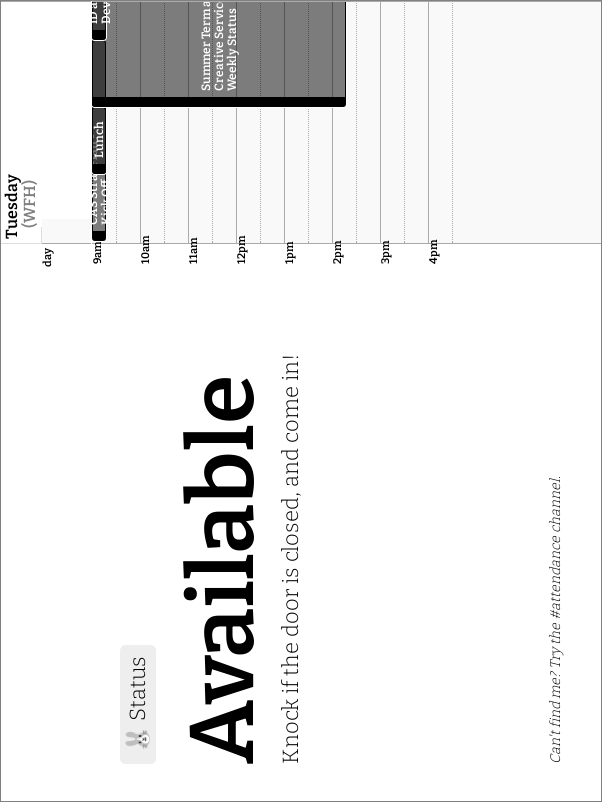 Status
Available
Knock if the door is closed, and come in!
Can't find me? Try the #attendance channel.
Tuesday
(WFH)
day
9am
10am
11am
12pm
1pm
2pm
3pm
4pm
Lunch
Summer Term
Creative
Weekly Status